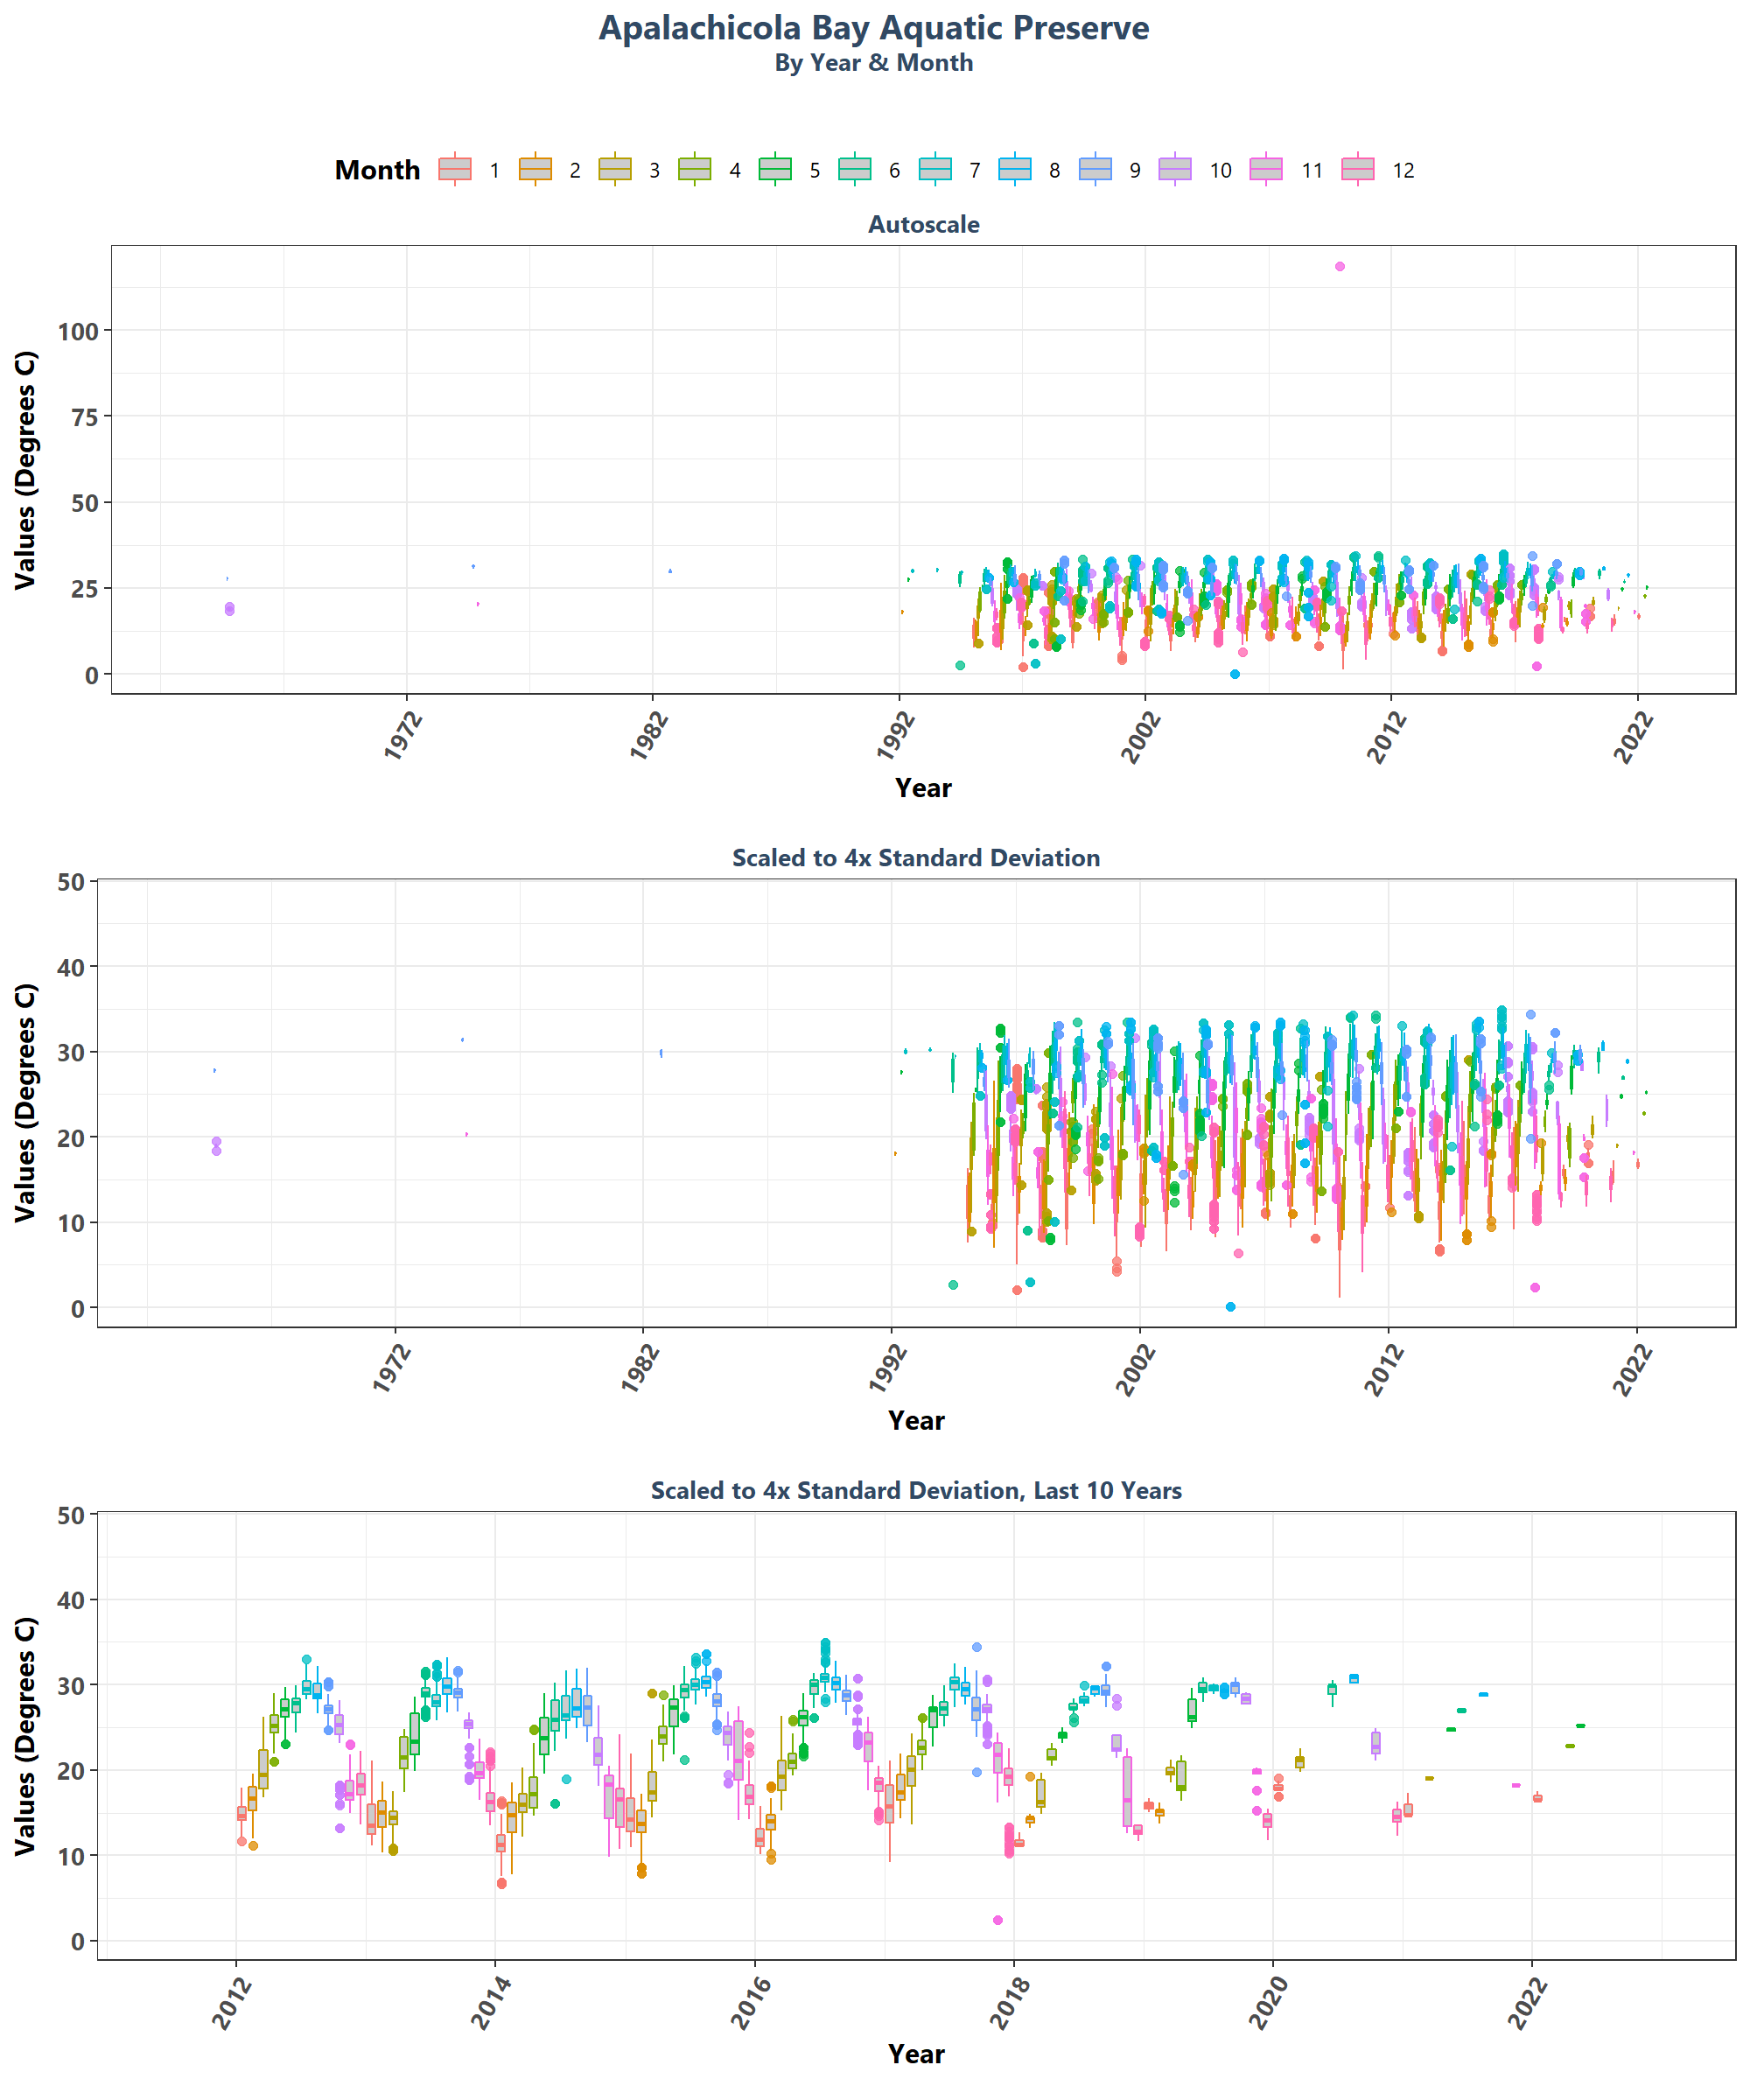 Apalachicola Bay Aquatic Preserve
By Year & Month
Month 1 2 3 4 5 6 7 8 9 10 11 12
Autoscale
Values (Degrees C)
100
75
50
25
0
1972 1982 1992 2002 2012 2022
Year
Scaled to 4x Standard Deviation
Values (Degrees C)
50
40
30
20
10
0
1972 1982 1992 2002 2012 2022
Year
Scaled to 4x Standard Deviation, Last 10 Years
Values (Degrees C)
50
40
30
20
10
0
2012 2014 2016 2018 2020 2022
Year